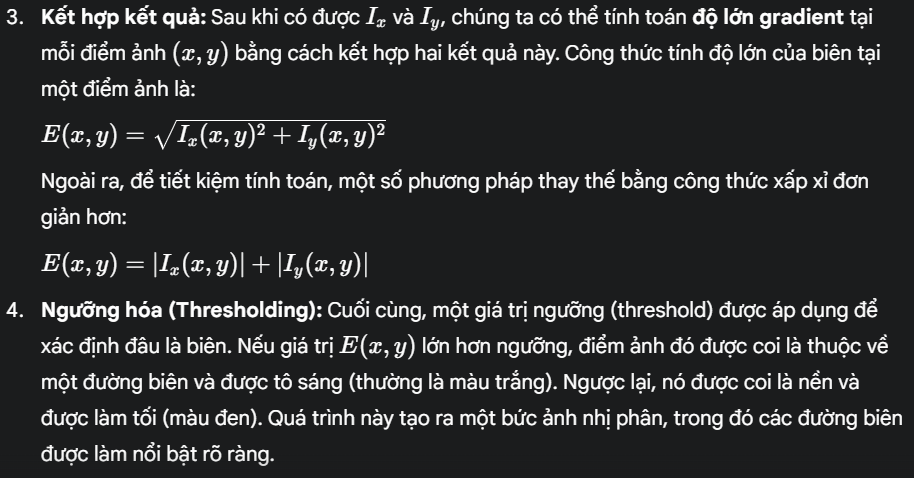 3. Kết hợp kết quả: Sau khi có được Iₓ và I_y, chúng ta có thể tính toán độ lớn gradient tại
mỗi điểm ảnh (x, y) bằng cách kết hợp hai kết quả này. Công thức tính độ lớn của biên tại
một điểm ảnh là:
E(x, y) = √(I_x(x, y)² + I_y(x, y)²)
Ngoài ra, để tiết kiệm tính toán, một số phương pháp thay thế bằng công thức xấp xỉ đơn
giản hơn:
E(x, y) = |I_x(x, y)| + |I_y(x, y)|
4. Ngưỡng hóa (Thresholding): Cuối cùng, một giá trị ngưỡng (threshold) được áp dụng để
xác định đâu là biên. Nếu giá trị E(x, y) lớn hơn ngưỡng, điểm ảnh đó được coi là thuộc về
một đường biên và được tô sáng (thường là màu trắng). Ngược lại, nó được coi là nền và
được làm tối (màu đen). Quá trình này tạo ra một bức ảnh nhị phân, trong đó các đường biên
được làm nổi bật rõ ràng.